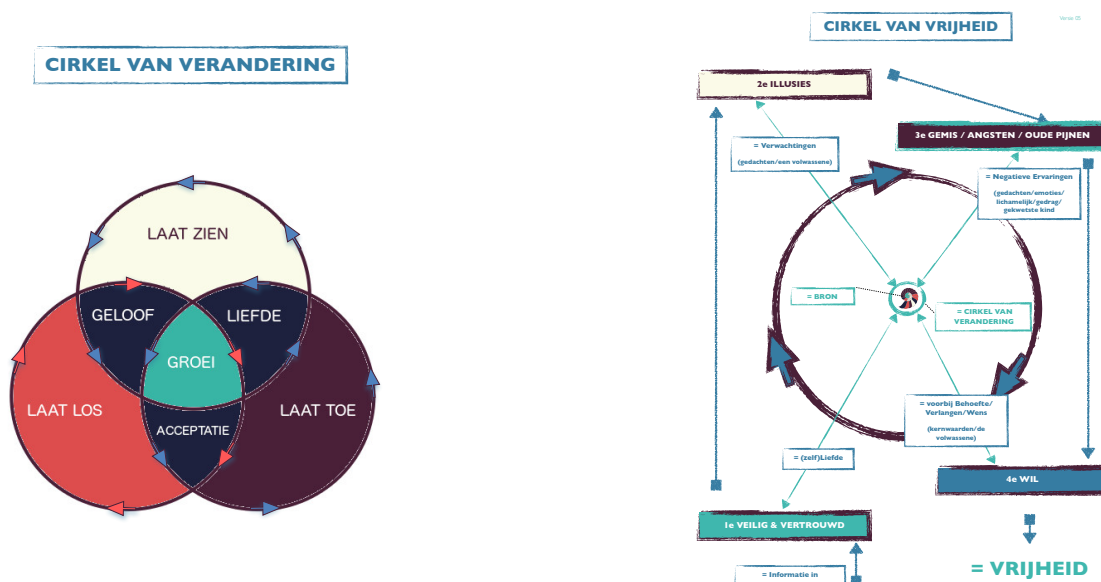 CIRKEL VAN VERANDERING
LAAT ZIEN
GELOOF
LIEFDE
GROEI
LAAT LOS
LAAT TOE
ACCEPTATIE
CIRKEL VAN VRIJHEID
2e ILLUSIES
3e GEMIS / ANGSTEN / OUDE PIJNEN
= Verwachtingen
(gedachten/een volwassene)
= Negatieve Ervaringen
(gedachten/emoties/
lichamelijk/gedrag/
gekwetste kind
= BRON
= CIRKEL VAN
VERANDERING
= voorbij Behoefte/
Verlangen/Wens
(kernwaarden/de
volwassene)
= (zelf)Liefde
4e WIL
1e VEILIG & VERTROUWD
= VRIJHEID
= Informatie in